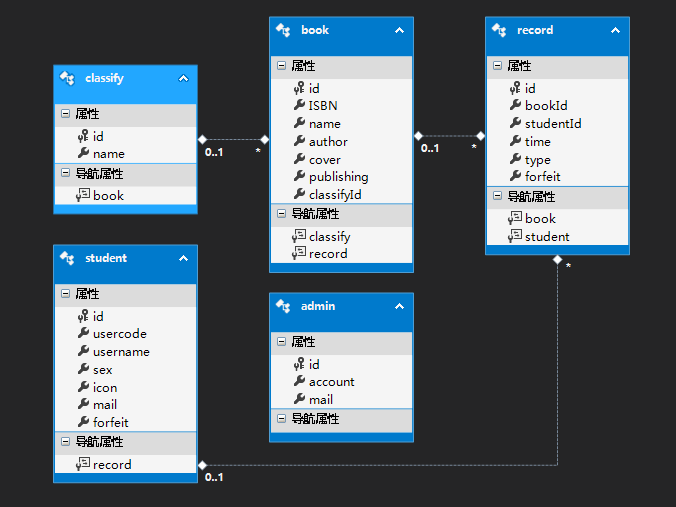 classify
属性
id
name
导航属性
book
0..1
*
book
属性
id
ISBN
name
author
cover
publishing
classifyId
导航属性
classify
record
0..1
*
record
属性
id
bookId
studentId
time
type
forfeit
导航属性
book
student
*
student
属性
id
usercode
username
sex
icon
mail
forfeit
导航属性
record
0..1
admin
属性
id
account
mail
导航属性